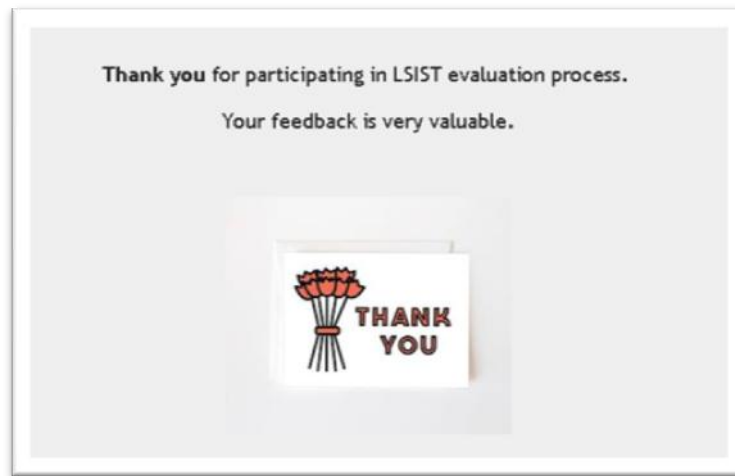 Thank you for participating in LSIST evaluation process.
Your feedback is very valuable.
THANK
YOU